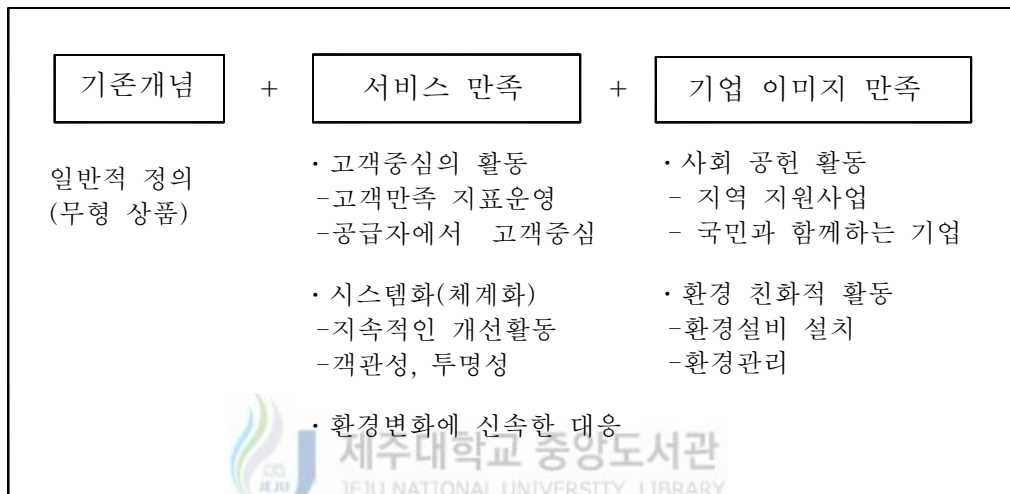 기존개념 + 서비스 만족 + 기업 이미지 만족
일반적 정의
(무형 상품)
· 고객중심의 활동
-고객만족 지표운영
-공급자에서 고객중심
· 시스템화(체계화)
-지속적인 개선활동
-객관성, 투명성
· 환경변화에 신속한 대응
· 사회 공헌 활동
- 지역 지원사업
- 국민과 함께하는 기업
· 환경 친화적 활동
-환경설비 설치
-환경관리
제주대학교 중앙도서관
JEJU NATIONAL UNIVERSITY LIBRARY
JEJU